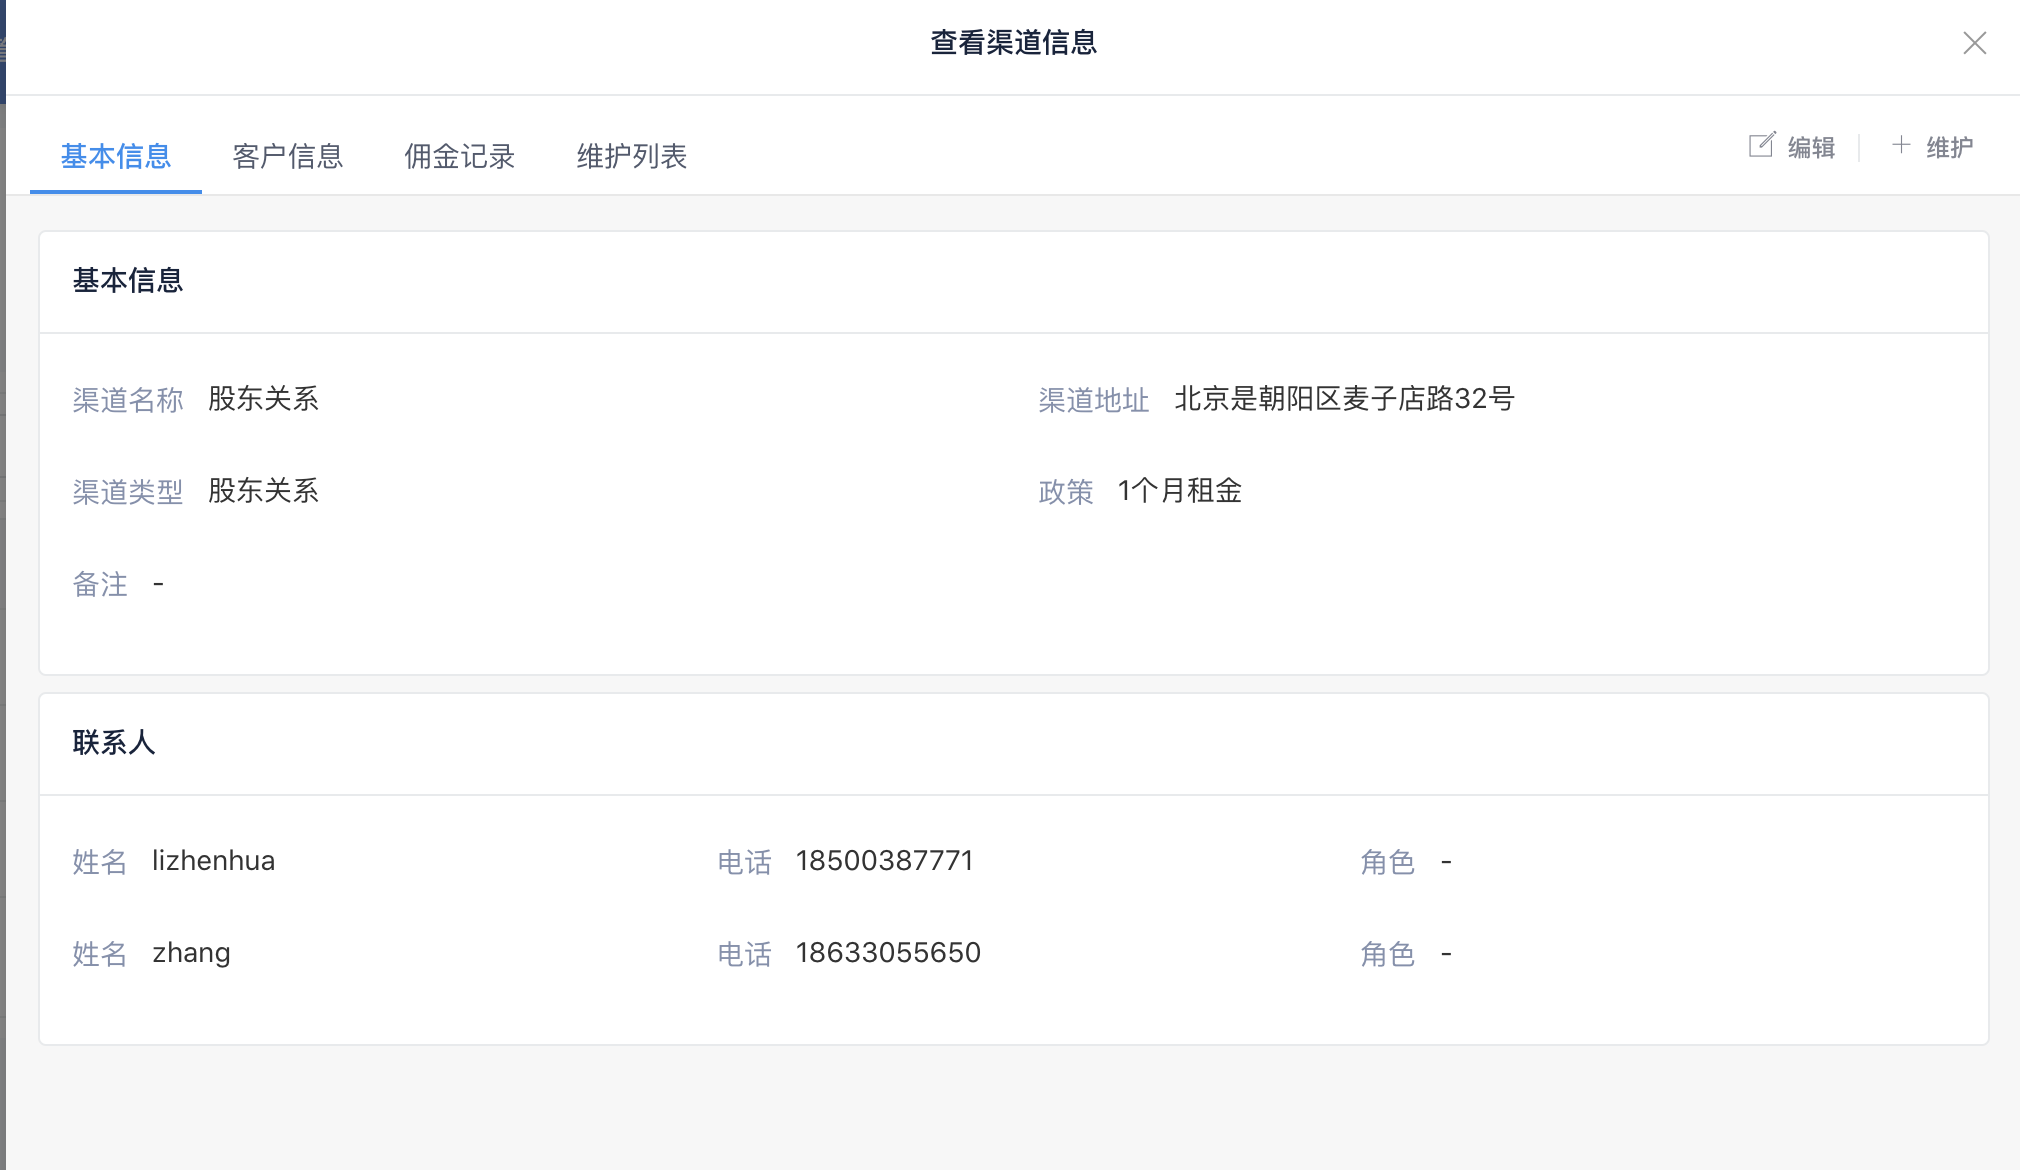 查看渠道信息
基本信息 客户信息 佣金记录 维护列表 编辑 维护
基本信息
渠道名称 股东关系 渠道地址 北京是朝阳区麦子店路32号
渠道类型 股东关系 政策 1个月租金
备注 -
联系人
姓名 lizhenhua 电话 18500387771 角色 -
姓名 zhang 电话 18633055650 角色 -